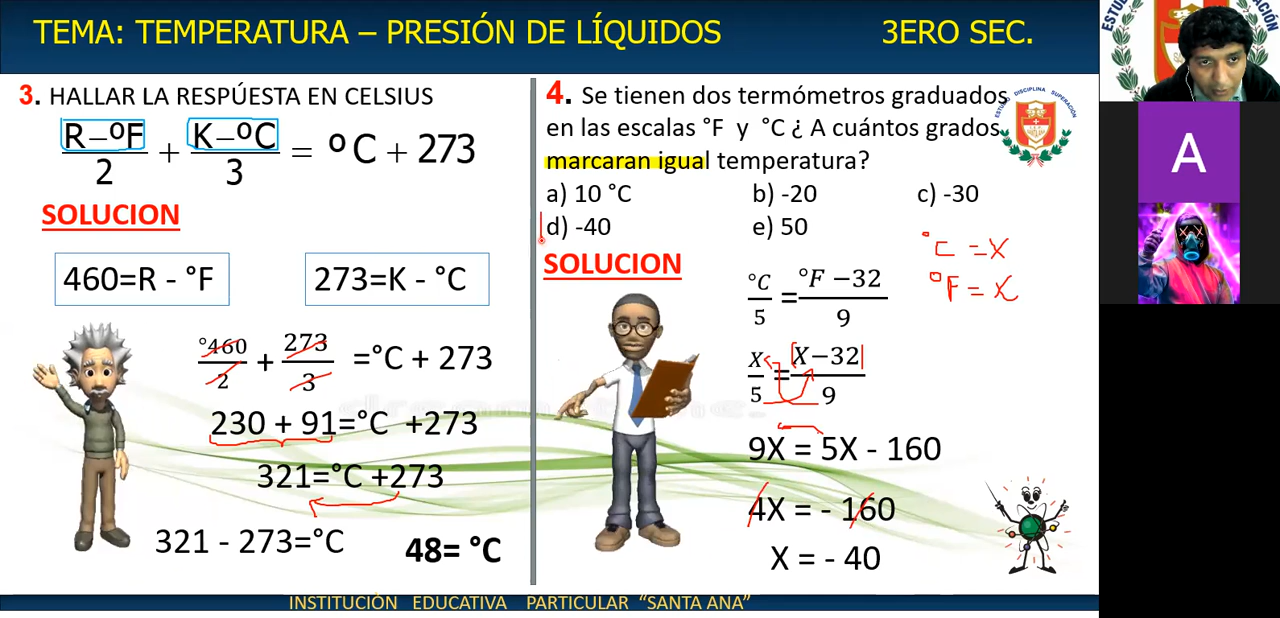 TEMA: TEMPERATURA – PRESIÓN DE LÍQUIDOS 3ERO SEC.
3. HALLAR LA RESPÚESTA EN CELSIUS
R–ºF/2 + K–ºC/3 = ºC + 273
SOLUCION
460=R - °F
273=K - °C
°460/2 + 273/3 =°C + 273
230 + 91=°C +273
321=°C +273
321 - 273=°C
48= °C
4. Se tienen dos termómetros graduados
en las escalas °F y °C ¿ A cuántos grados
marcaran igual temperatura?
a) 10 °C b) -20 c) -30
d) -40 e) 50
SOLUCION
°C = X
°F = X
°C/5 = °F –32/9
X/5 = X–32/9
9X = 5X - 160
4X = - 160
X = - 40
ESTUDIO DISCIPLINA SUPERACIÓN
INSTITUCIÓN EDUCATIVA PARTICULAR “SANTA ANA”
A